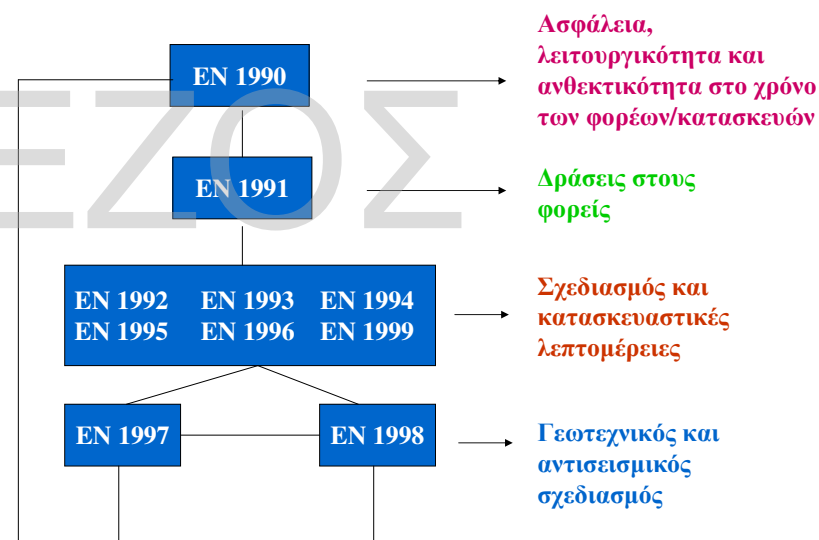 Ασφάλεια,
λειτουργικότητα και
ανθεκτικότητα στο χρόνο
των φορέων/κατασκευών
EN 1990
EN 1991
Δράσεις στους
φορείς
EN 1992 EN 1993 EN 1994
EN 1995 EN 1996 EN 1999
Σχεδιασμός και
κατασκευαστικές
λεπτομέρειες
EN 1997
EN 1998
Γεωτεχνικός και
αντισεισμικός
σχεδιασμός
ΕΖΟΣ